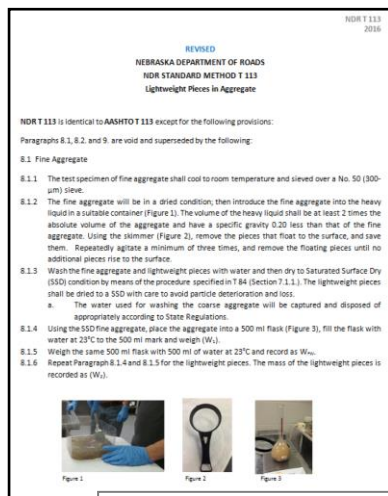 NDR T 113
2016
REVISED
NEBRASKA DEPARTMENT OF ROADS
NDR STANDARD METHOD T 113
Lightweight Pieces in Aggregate
NDR T 113 is identical to AASHTO T 113 except for the following provisions:
Paragraphs 8.1, 8.2. and 9. are void and superseded by the following:
8.1 Fine Aggregate
8.1.1 The test specimen of fine aggregate shall cool to room temperature and sieved over a No. 50 (300-
µm) sieve.
8.1.2 The fine aggregate will be in a dried condition; then introduce the fine aggregate into the heavy
liquid in a suitable container (Figure 1). The volume of the heavy liquid shall be at least 2 times the
absolute volume of the aggregate and have a specific gravity 0.20 less than that of the fine
aggregate. Using the skimmer (Figure 2), remove the pieces that float to the surface, and save
them. Repeatedly agitate a minimum of three times, and remove the floating pieces until no
additional pieces rise to the surface.
8.1.3 Wash the fine aggregate and lightweight pieces with water and then dry to Saturated Surface Dry
(SSD) condition by means of the procedure specified in T 84 (Section 7.1.1.). The lightweight pieces
shall be dried to a SSD with care to avoid particle deterioration and loss.
a. The water used for washing the coarse aggregate will be captured and disposed of
appropriately according to State Regulations.
8.1.4 Using the SSD fine aggregate, place the aggregate into a 500 ml flask (Figure 3), fill the flask with
water at 23°C to the 500 ml mark and weigh (W₁).
8.1.5 Weigh the same 500 ml flask with 500 ml of water at 23°C and record as
8.1.6 Repeat Paragraph 8.1.4 and 8.1.5 for the lightweight pieces. The mass of the lightweight pieces is
recorded as
Figure 1
Figure 2
Figure 3